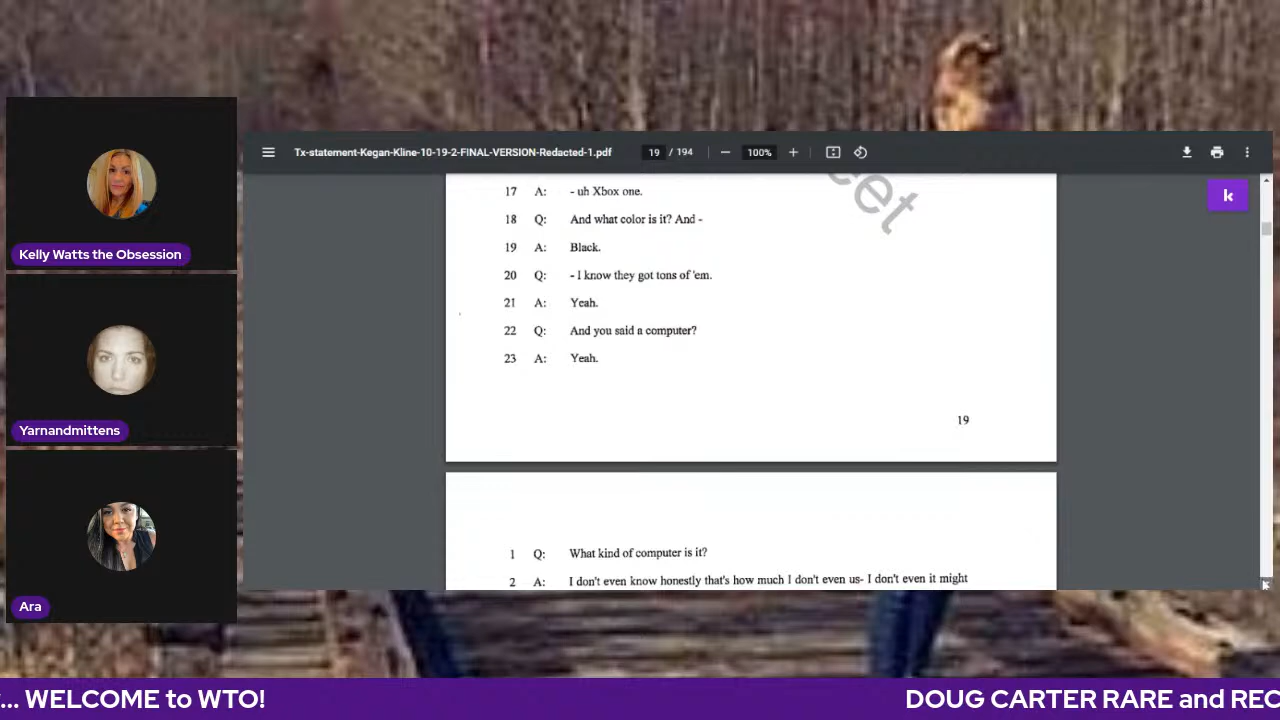 Kelly Watts the Obsession
Yarnandmittens
Ara
Tx-statement-Kegan-Kline-10-19-2-FINAL-VERSION-Redacted-1.pdf 19 / 194 100%
eet
k
17 A: - uh Xbox one.
18 Q: And what color is it? And -
19 A: Black.
20 Q: - I know they got tons of 'em.
21 A: Yeah.
22 Q: And you said a computer?
23 A: Yeah.
19
1 Q: What kind of computer is it?
2 A: I don't even know honestly that's how much I don't even us- I don't even it might
... WELCOME to WTO! DOUG CARTER RARE and REC